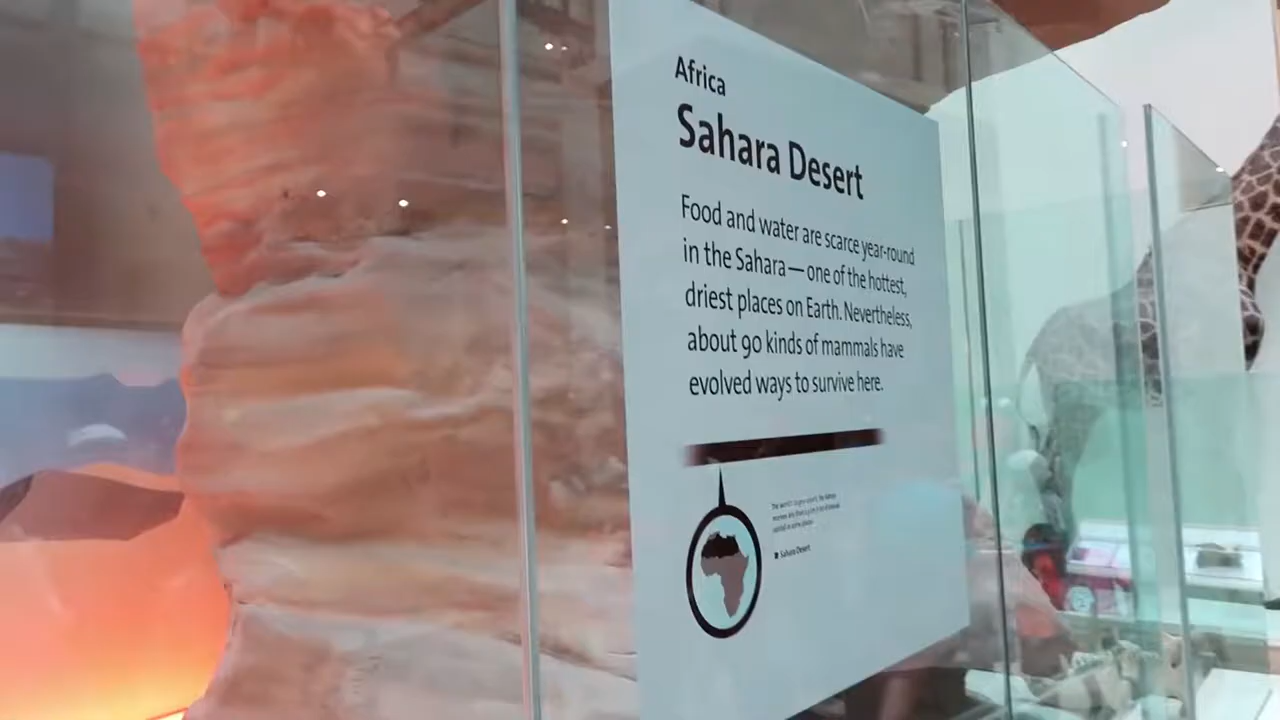 Africa
Sahara Desert
Food and water are scarce year-round
in the Sahara—one of the hottest,
driest places on Earth. Nevertheless,
about 90 kinds of mammals have
evolved ways to survive here.
Sahara Desert